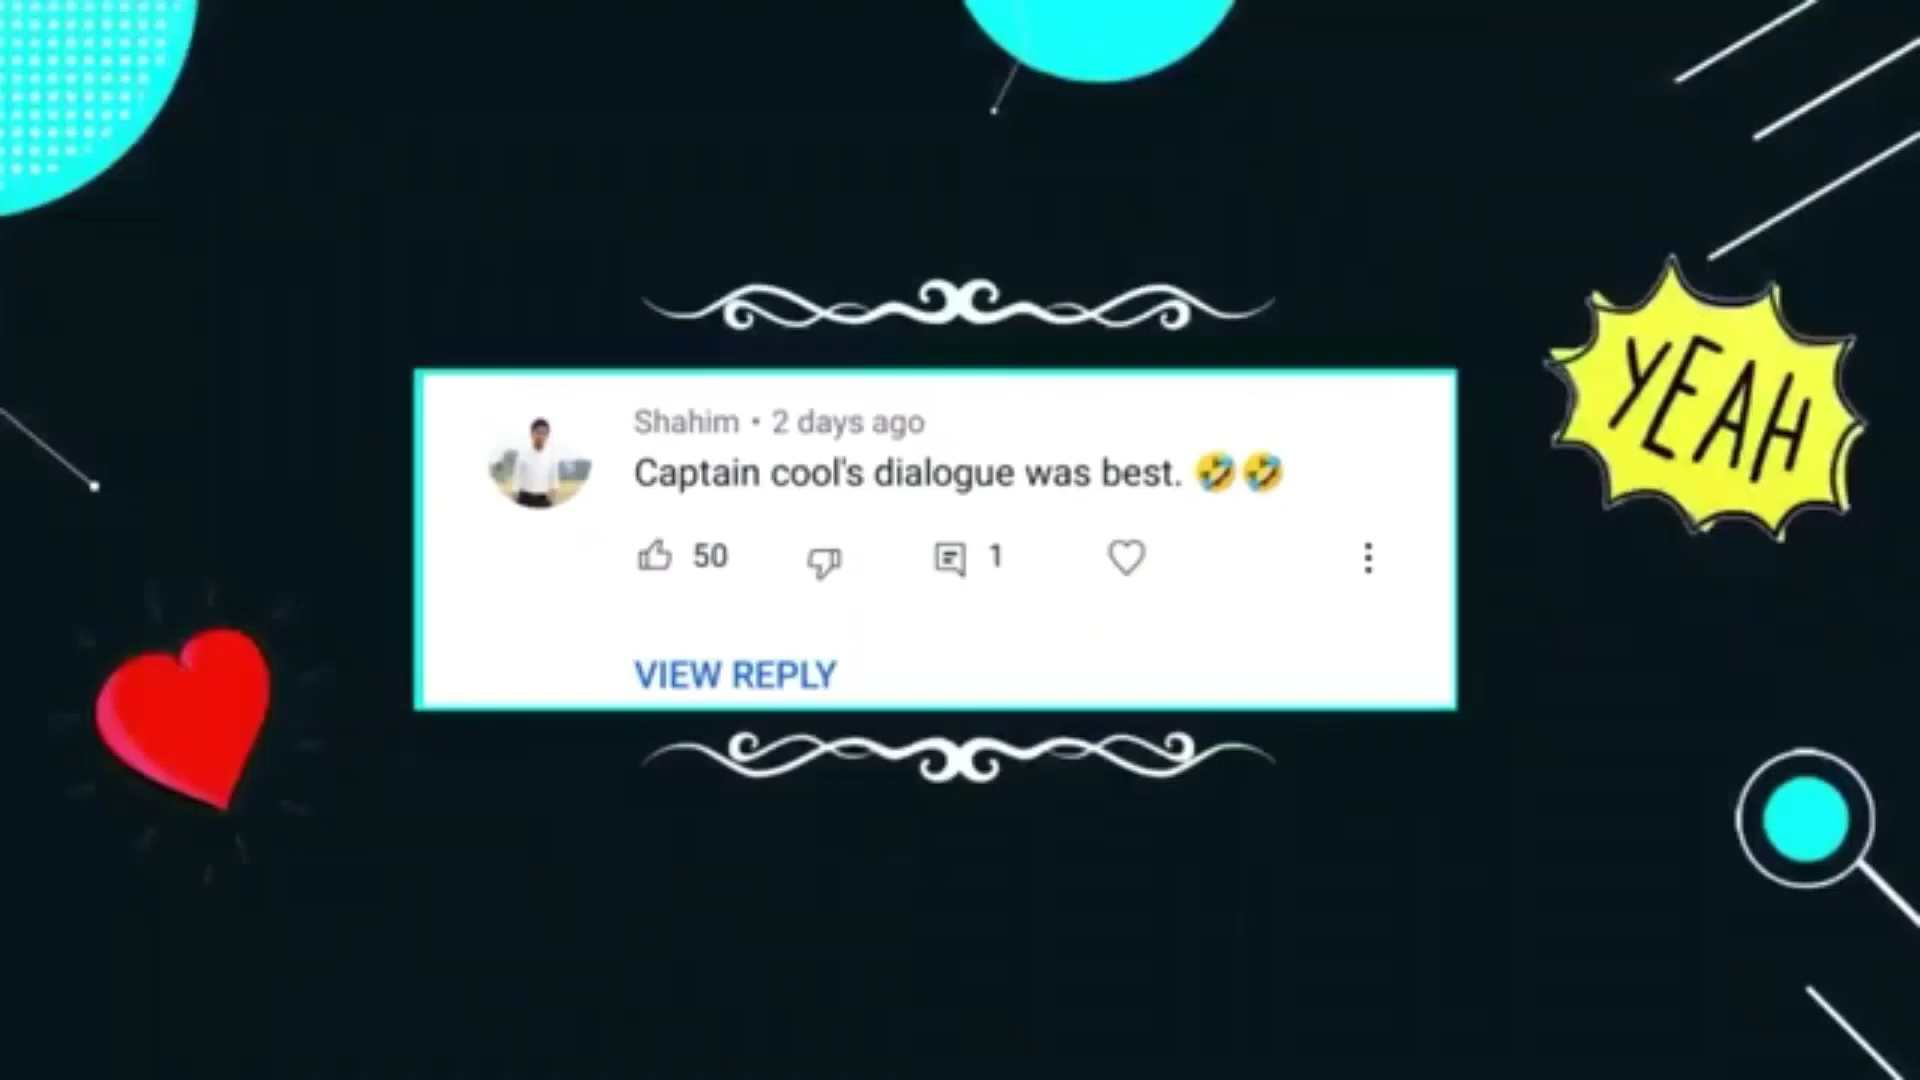 Shahim • 2 days ago
Captain cool's dialogue was best. 🤣🤣
50
1
VIEW REPLY
YEAH